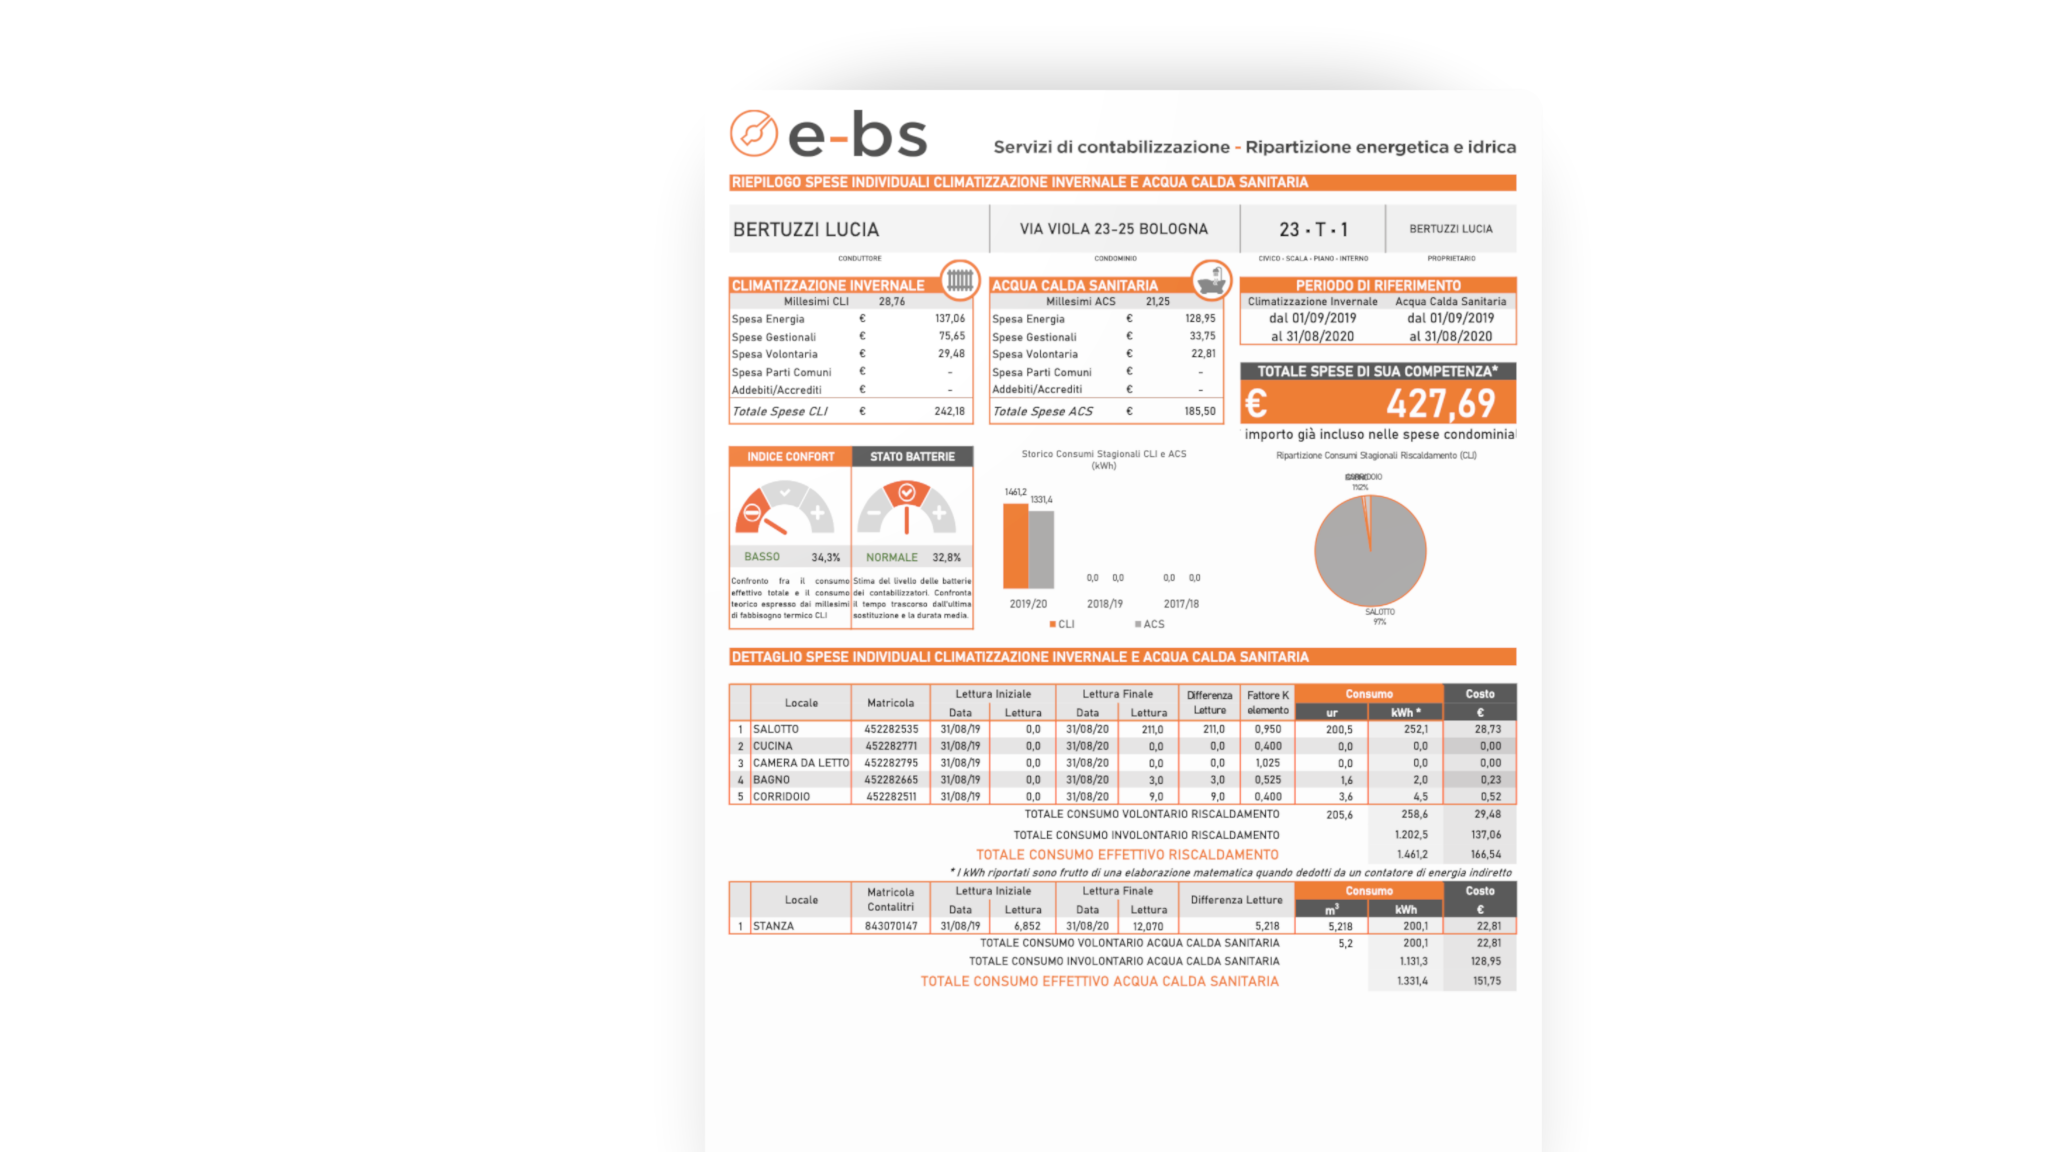 e-bs
Servizi di contabilizzazione - Ripartizione energetica e idrica
RIEPILOGO SPESE INDIVIDUALI CLIMATIZZAZIONE INVERNALE E ACQUA CALDA SANITARIA
BERTUZZI LUCIA VIA VIOLA 23-25 BOLOGNA 23 - T - 1 BERTUZZI LUCIA
CONDUTTORE CONDOMINIO CIVICO - SCALA - PIANO - INTERNO PROPRIETARIO
CLIMATIZZAZIONE INVERNALE
Millesimi CLI 28,76
Spesa Energia € 137,06
Spese Gestionali € 75,65
Spesa Volontaria € 29,48
Spesa Parti Comuni € -
Addebiti/Accrediti € -
Totale Spese CLI € 242,18
ACQUA CALDA SANITARIA
Millesimi ACS 21,25
Spesa Energia € 128,95
Spese Gestionali € 33,75
Spesa Volontaria € 22,81
Spesa Parti Comuni € -
Addebiti/Accrediti € -
Totale Spese ACS € 185,50
PERIODO DI RIFERIMENTO
Climatizzazione Invernale Acqua Calda Sanitaria
dal 01/09/2019 dal 01/09/2019
al 31/08/2020 al 31/08/2020
TOTALE SPESE DI SUA COMPETENZA*
€ 427,69
importo già incluso nelle spese condominia
INDICE CONFORT
BASSO 34,3%
Confronto fra il consumo
effettivo totale e il consumo
teorico espresso dai millesimi
di fabbisogno termico CLI
STATO BATTERIE
NORMALE 32,8%
Stima del livello delle batterie
dei contabilizzatori. Confronta
il tempo trascorso dall'ultima
sostituzione e la durata media.
Storico Consumi Stagionali CLI e ACS
(kWh)
1461,2 1331,4
0,0 0,0 0,0 0,0
2019/20 2018/19 2017/18
CLI ACS
Ripartizione Consumi Stagionali Riscaldamento (CLI)
SALOTTO
97%
DETTAGLIO SPESE INDIVIDUALI CLIMATIZZAZIONE INVERNALE E ACQUA CALDA SANITARIA
Locale Matricola Lettura Iniziale Lettura Finale Differenza Letture Fattore K elemento Consumo Costo
Data Lettura Data Lettura ur kWh * €
1 SALOTTO 452282535 31/08/19 0,0 31/08/20 211,0 211,0 0,950 200,5 252,1 28,73
2 CUCINA 452282771 31/08/19 0,0 31/08/20 0,0 0,0 0,400 0,0 0,0 0,00
3 CAMERA DA LETTO 452282795 31/08/19 0,0 31/08/20 0,0 0,0 1,025 0,0 0,0 0,00
4 BAGNO 452282665 31/08/19 0,0 31/08/20 3,0 3,0 0,525 1,6 2,0 0,23
5 CORRIDOIO 452282511 31/08/19 0,0 31/08/20 9,0 9,0 0,400 3,6 4,5 0,52
TOTALE CONSUMO VOLONTARIO RISCALDAMENTO 205,6 258,6 29,48
TOTALE CONSUMO INVOLONTARIO RISCALDAMENTO 1.202,5 137,06
TOTALE CONSUMO EFFETTIVO RISCALDAMENTO 1.461,2 166,54
* I kWh riportati sono frutto di una elaborazione matematica quando dedotti da un contatore di energia indiretto
Locale Matricola Contalitri Lettura Iniziale Lettura Finale Differenza Letture Consumo Costo
Data Lettura Data Lettura m³ kWh €
1 STANZA 843070147 31/08/19 6,852 31/08/20 12,070 5,218 5,218 200,1 22,81
TOTALE CONSUMO VOLONTARIO ACQUA CALDA SANITARIA 5,2 200,1 22,81
TOTALE CONSUMO INVOLONTARIO ACQUA CALDA SANITARIA 1.131,3 128,95
TOTALE CONSUMO EFFETTIVO ACQUA CALDA SANITARIA 1.331,4 151,75